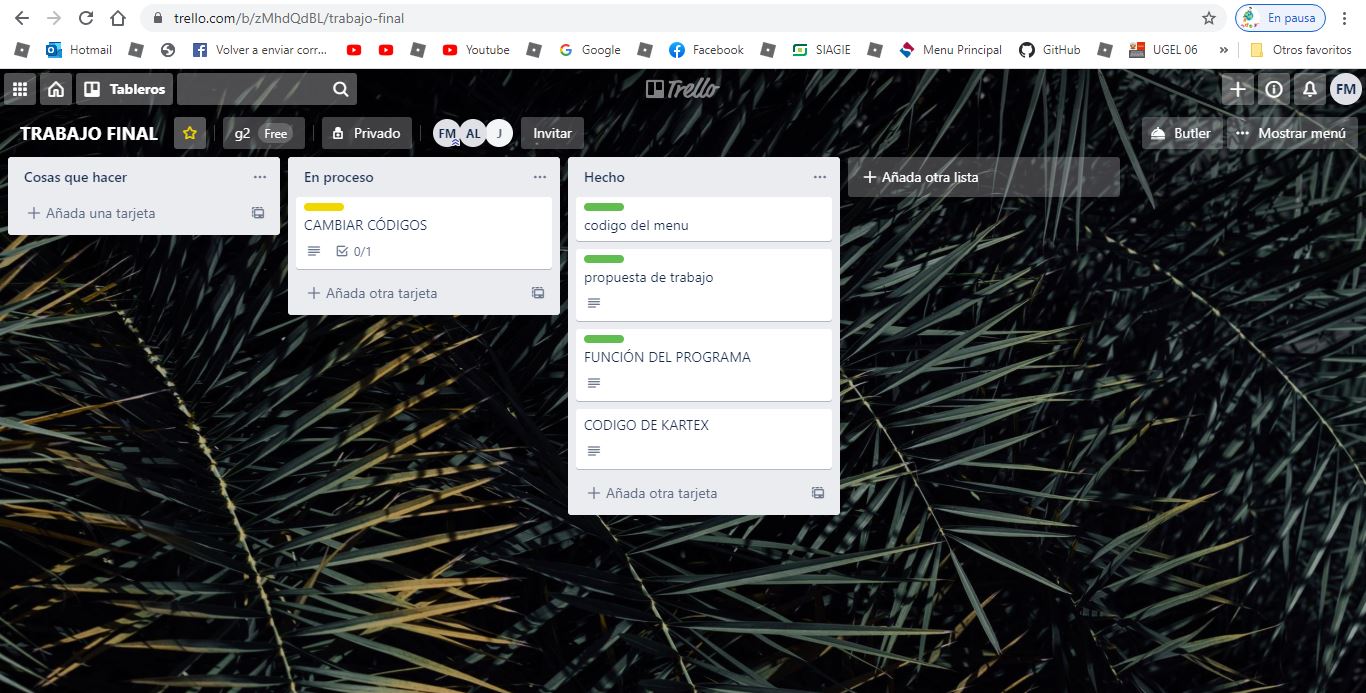 trello.com/b/zMhdQdBL/trabajo-final
En pausa
Hotmail
Volver a enviar corr...
Youtube
Google
Facebook
SIAGIE
Menu Principal
GitHub
UGEL 06
»
Otros favoritos
Tableros
Trello
FM
TRABAJO FINAL
g2 Free
Privado
FM AL J
Invitar
Butler
Mostrar menú
Cosas que hacer
+ Añada una tarjeta
En proceso
CAMBIAR CÓDIGOS
0/1
+ Añada otra tarjeta
Hecho
codigo del menu
propuesta de trabajo
FUNCIÓN DEL PROGRAMA
CODIGO DE KARTEX
+ Añada otra tarjeta
+ Añada otra lista